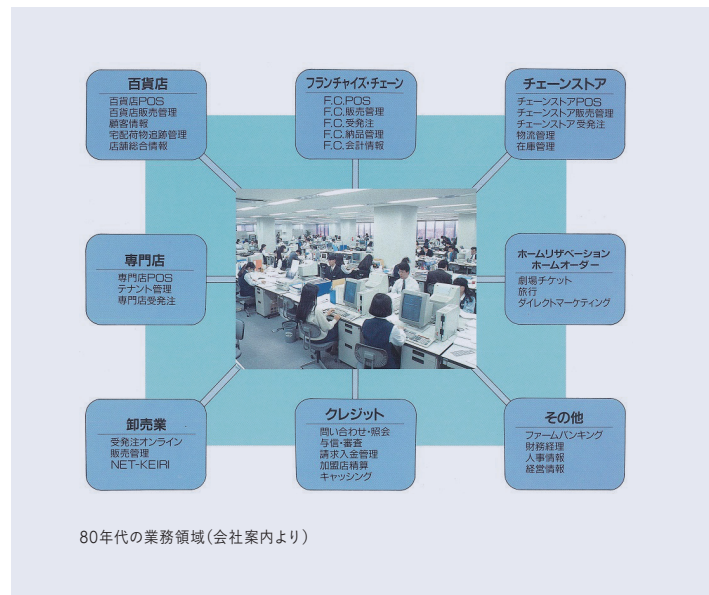 百貨店
百貨店POS
百貨店販売管理
顧客情報
宅配荷物追跡管理
店舗総合情報
フランチャイズ・チェーン
F.C.POS
F.C.販売管理
F.C.受発注
F.C.納品管理
F.C.会計情報
チェーンストア
チェーンストアPOS
チェーンストア販売管理
チェーンストア受発注
物流管理
在庫管理
専門店
専門店POS
テナント管理
専門店受発注
ホームリザベーション
ホームオーダー
劇場チケット
旅行
ダイレクトマーケティング
卸売業
受発注オンライン
販売管理
NET-KEIRI
クレジット
問い合わせ・照会
与信・審査
請求入金管理
加盟店精算
キャッシング
その他
ファームバンキング
財務経理
人事情報
経営情報
80年代の業務領域(会社案内より)